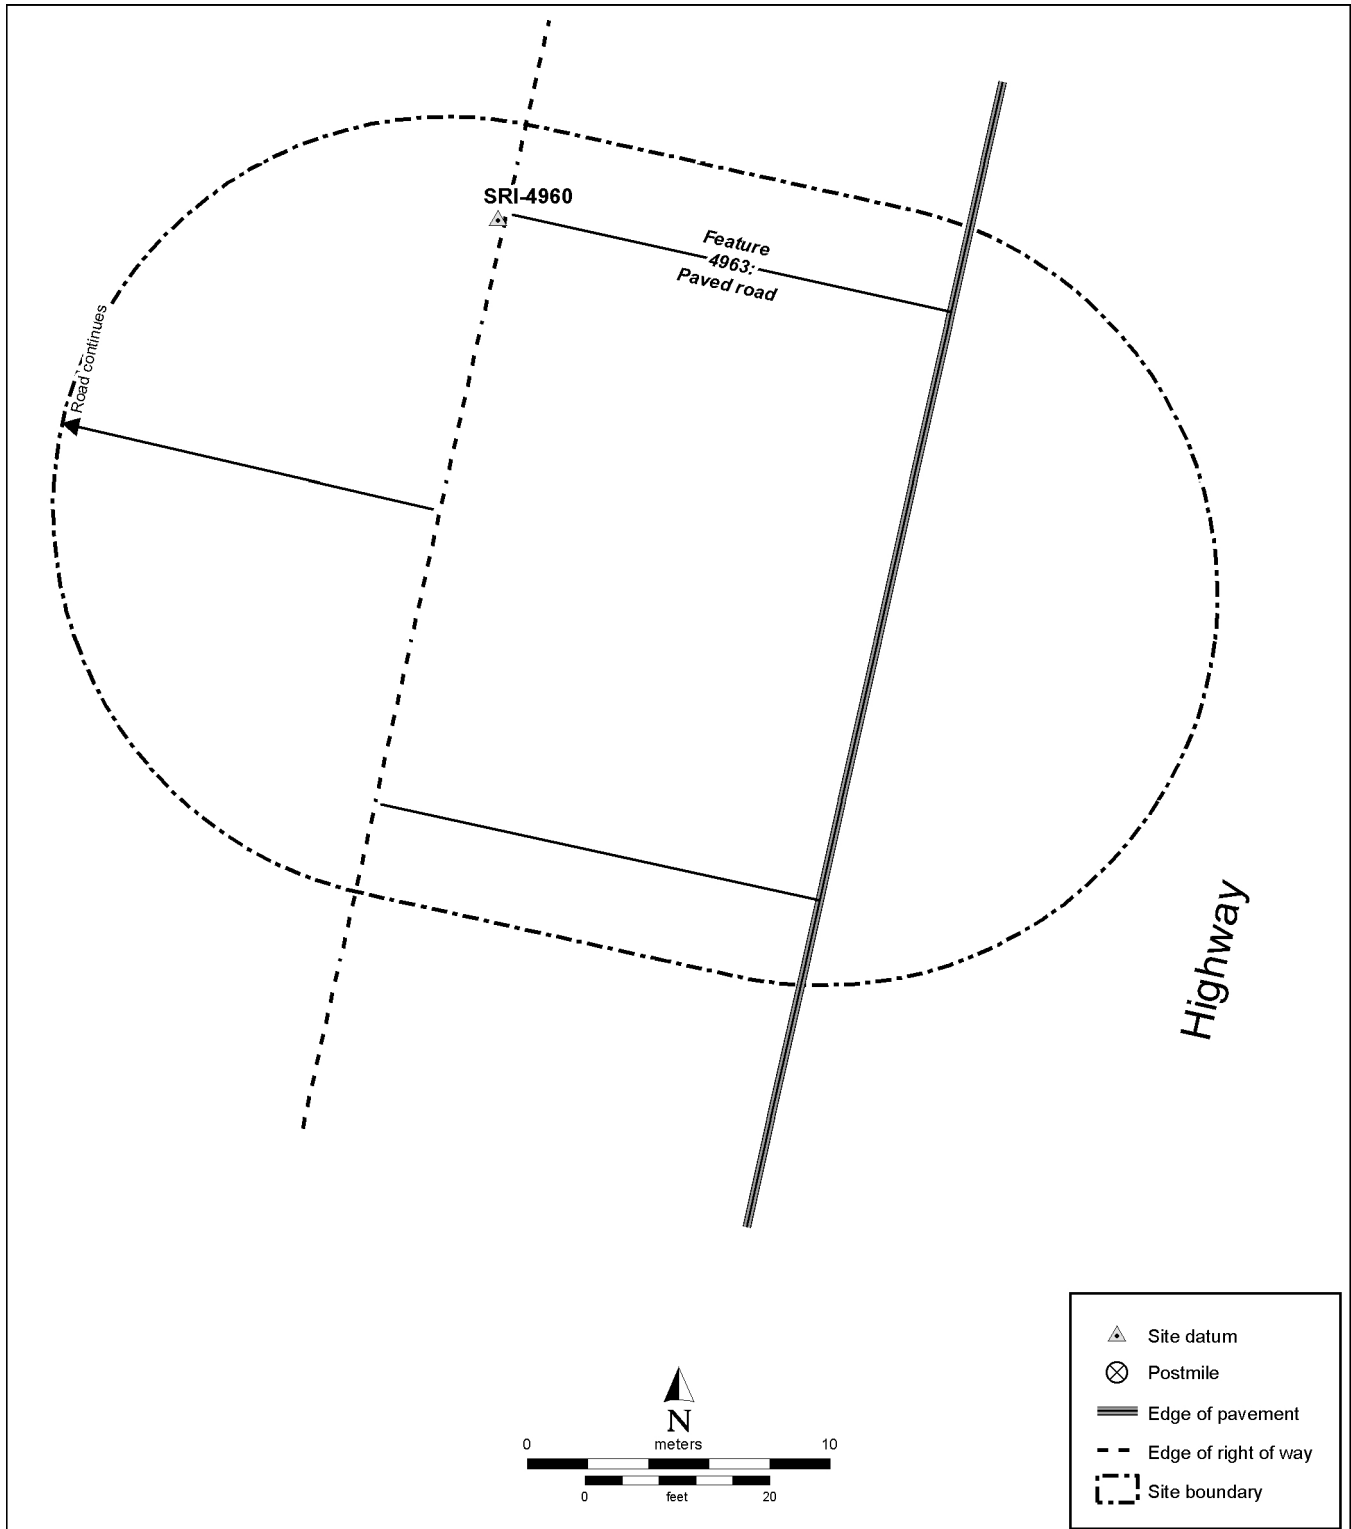 SRI-4960
Feature
4963:
Paved road
Road continues
Highway
N
0 meters 10
0 feet 20
Site datum
Postmile
Edge of pavement
Edge of right of way
Site boundary